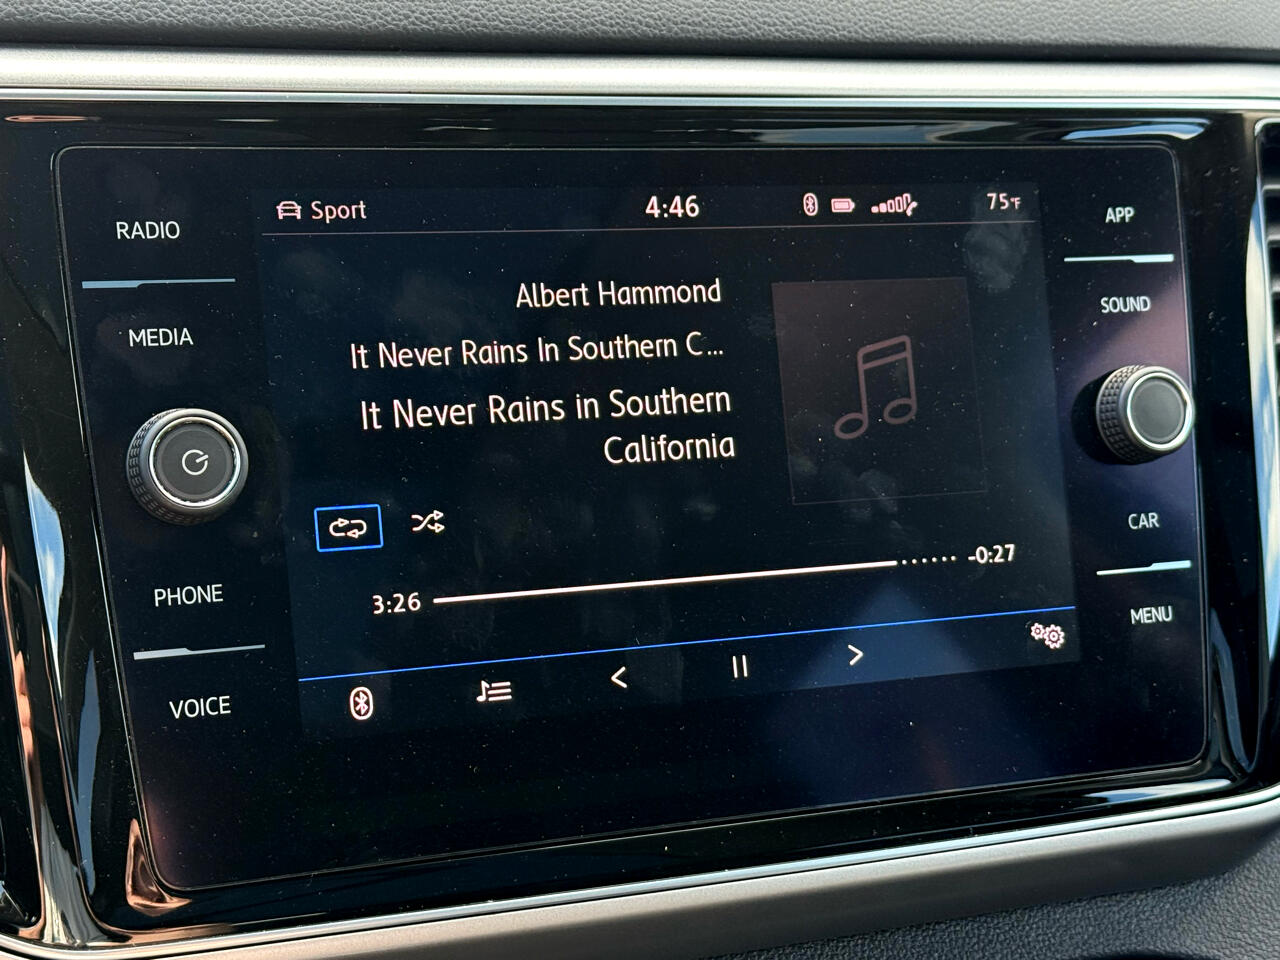 RADIO
MEDIA
PHONE
VOICE
Sport
4:46
75°F
Albert Hammond
It Never Rains In Southern C...
It Never Rains in Southern
California
3:26
-0:27
APP
SOUND
CAR
MENU